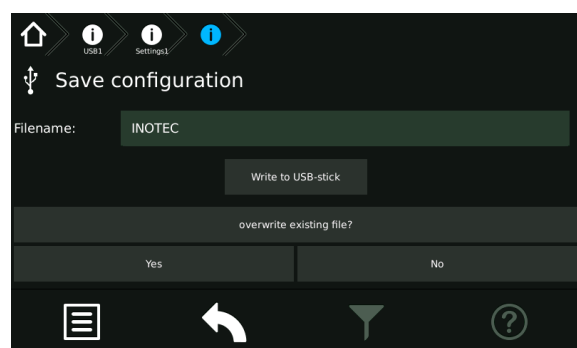 USB1
Settings1
Save configuration
Filename: INOTEC
Write to USB-stick
overwrite existing file?
Yes No